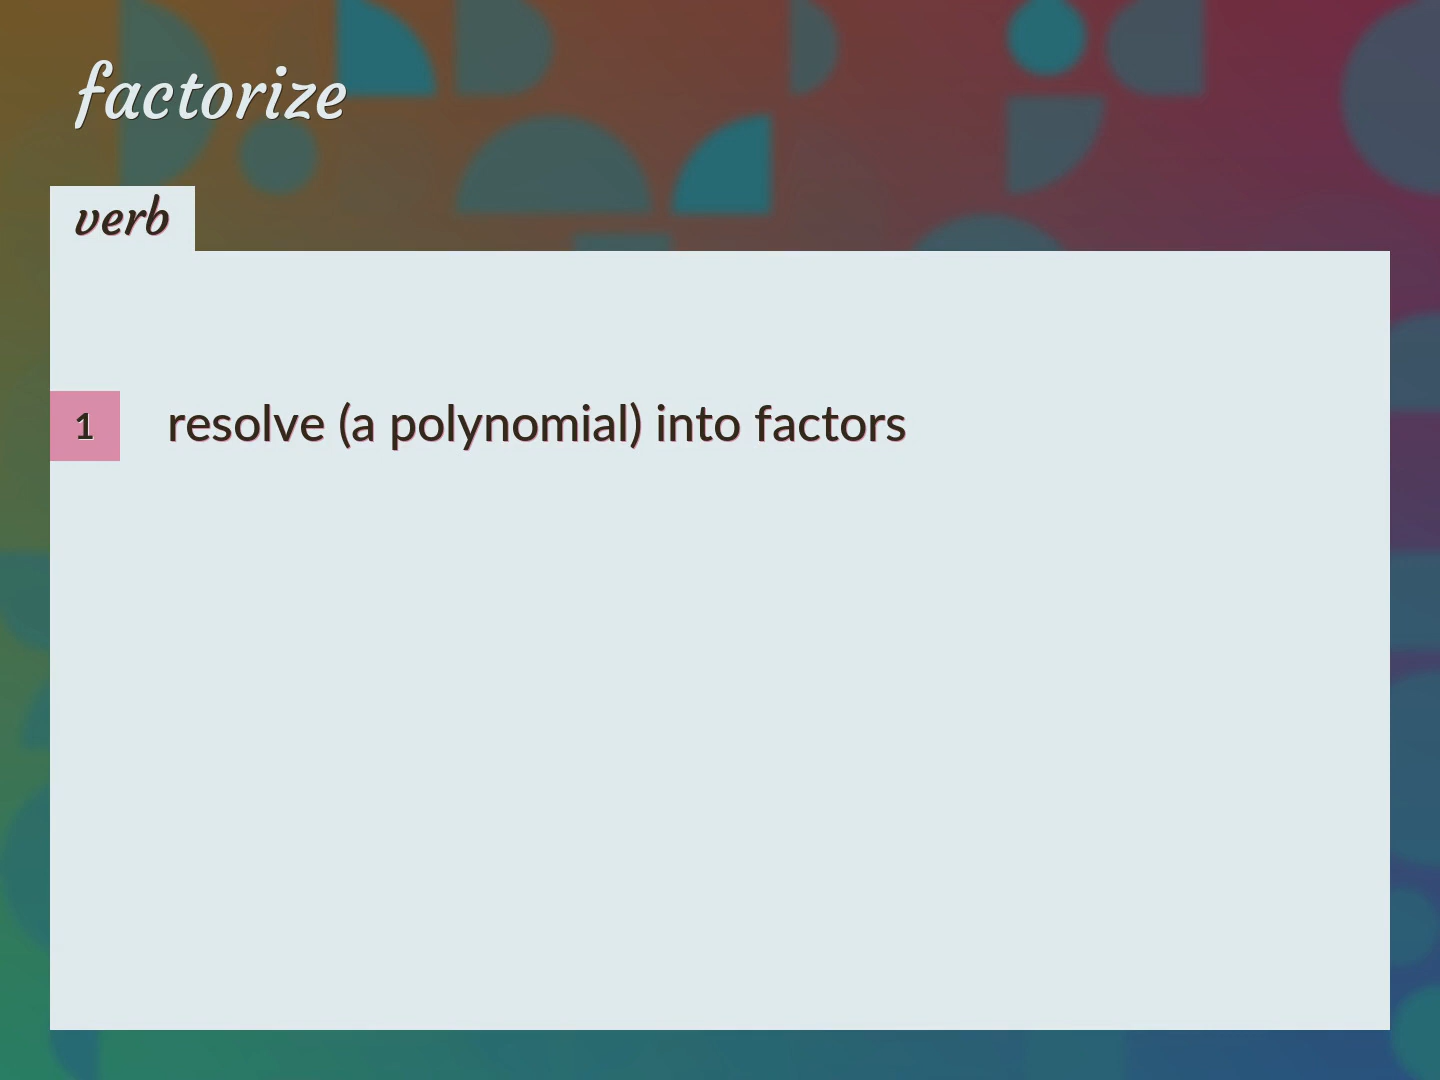 factorize
verb
1 resolve (a polynomial) into factors